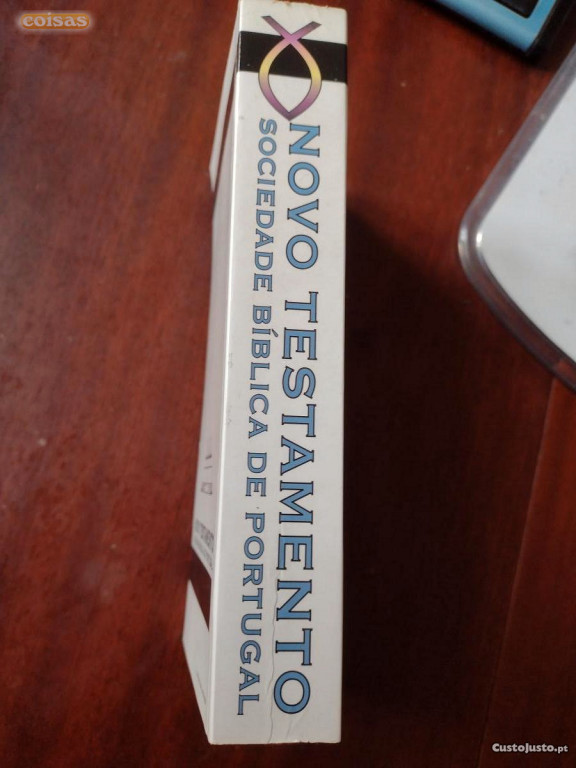 coisas
NOVO TESTAMENTO
SOCIEDADE BÍBLICA DE PORTUGAL
CustoJusto.pt